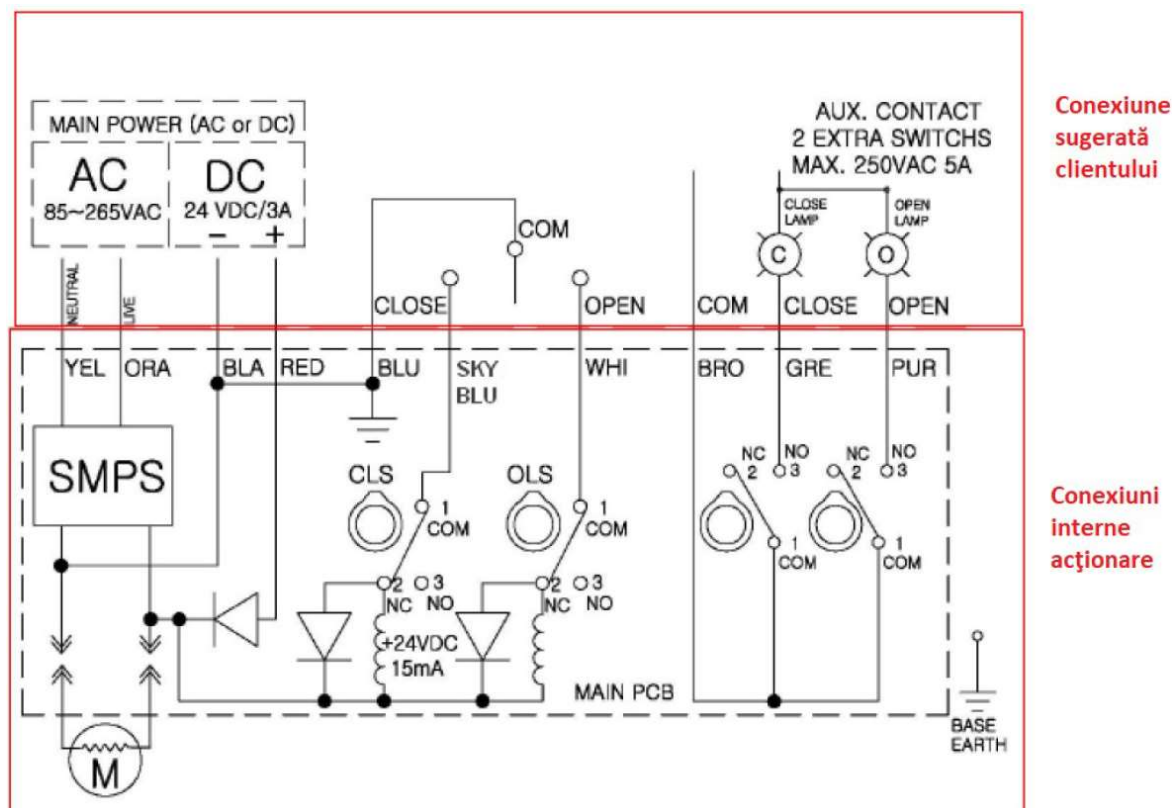 MAIN POWER (AC or DC)
AC
85~265VAC
DC
24 VDC/3A
− +
NEUTRAL
LIVE
COM
CLOSE
OPEN
AUX. CONTACT
2 EXTRA SWITCHS
MAX. 250VAC 5A
CLOSE
LAMP
OPEN
LAMP
C
O
COM
CLOSE
OPEN
Conexiune
sugerată
clientului
YEL
ORA
BLA
RED
BLU
SKY
BLU
WHI
BRO
GRE
PUR
SMPS
CLS
1
COM
2
NC
3
NO
+24VDC
15mA
OLS
1
COM
2
NC
3
NO
NC
2
NO
3
1
COM
NC
2
NO
3
1
COM
MAIN PCB
M
BASE
EARTH
Conexiuni
interne
acţionare